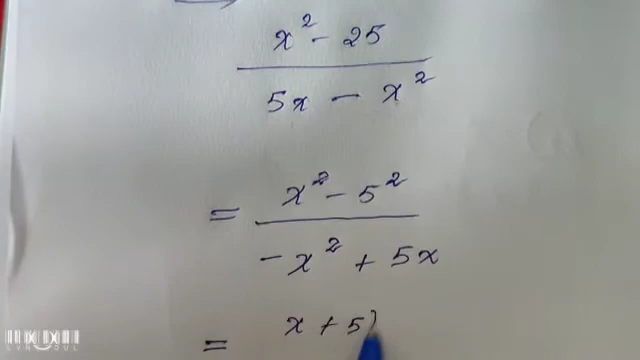 x² - 25
5x - x²
= x² - 5²
-x² + 5x
= x + 5)